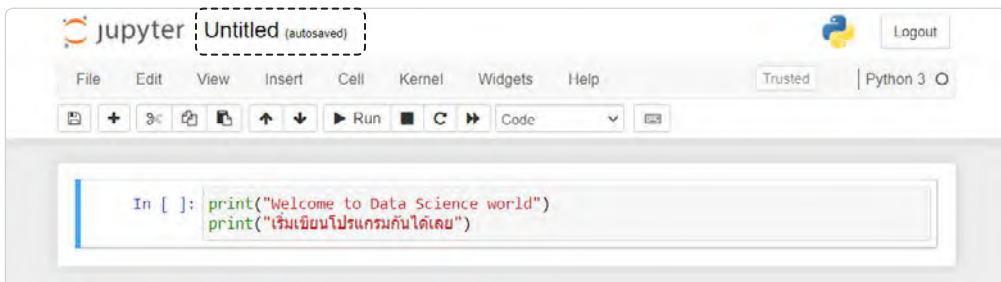 jupyter Untitled (autosaved) Logout
File Edit View Insert Cell Kernel Widgets Help Trusted Python 3
Run Code
In [ ]: print("Welcome to Data Science world")
print("เริ่มเขียนโปรแกรมกันได้เลย")